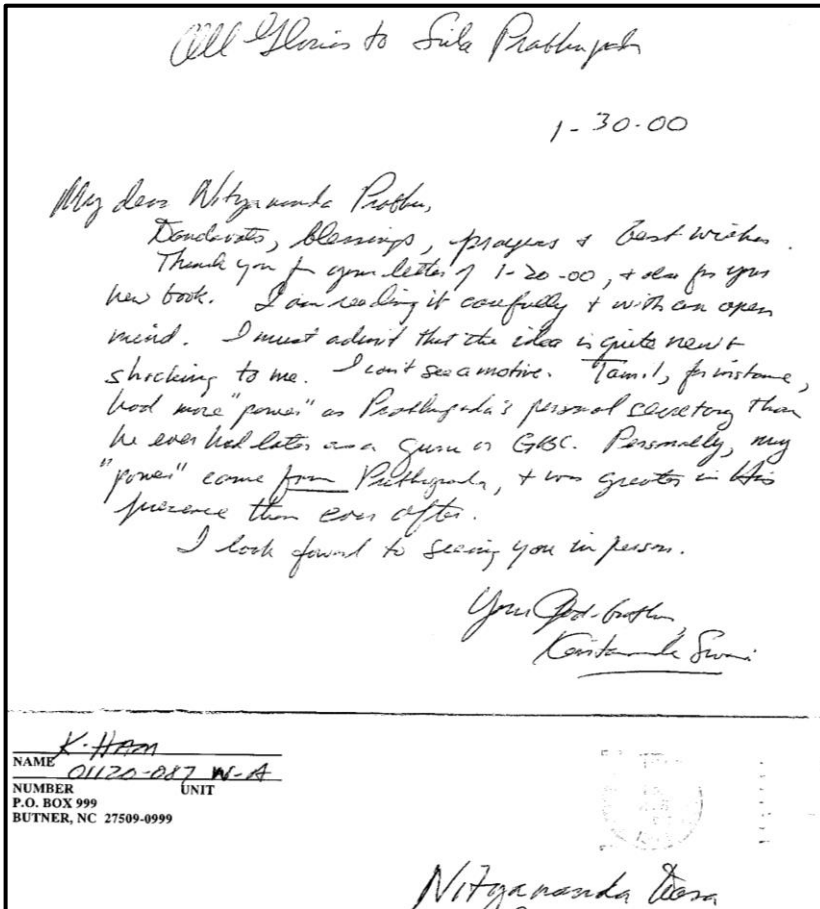 All Glories to Srila Prabhupada
1-30-00
My dear Nityananda Prabhu,
Dandavats, blessings, prayers & best wishes.
Thank you for your letter of 1-20-00, & also for your
new book. I am reading it carefully & with an open
mind. I must admit that the idea is quite new &
shocking to me. I can't see a motive. Tamal, for instance,
had more "power" as Prabhupada's personal secretary than
he ever had later as a guru or GBC. Personally, my
"power" came from Prabhupada, & was greater in His
presence than ever after.
I look forward to seeing you in person.
Your God-brother,
Kirtanananda Swami
K. HAM
NAME
01120-087 W-A
NUMBER UNIT
P.O. BOX 999
BUTNER, NC 27509-0999
Nityananda Dasa